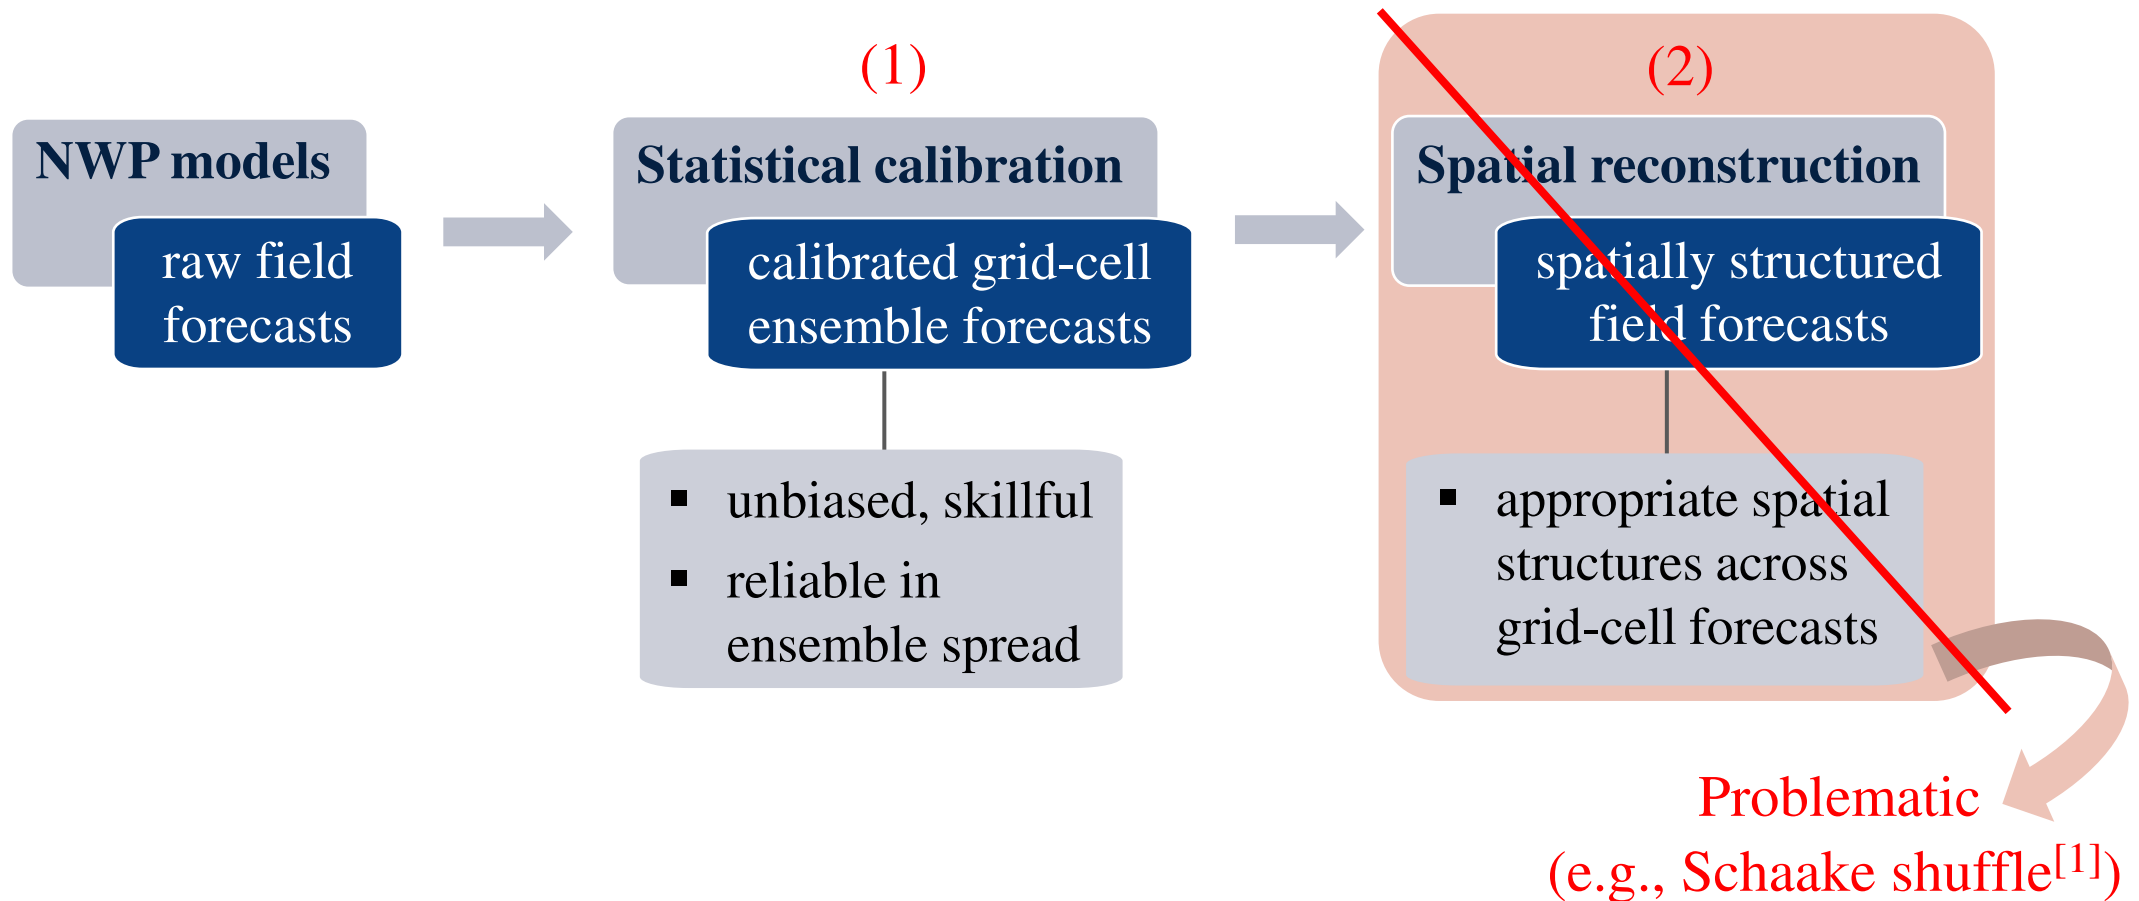 (1)
(2)
NWP models
raw field
forecasts
Statistical calibration
calibrated grid-cell
ensemble forecasts
▪ unbiased, skillful
▪ reliable in
ensemble spread
Spatial reconstruction
spatially structured
field forecasts
▪ appropriate spatial
structures across
grid-cell forecasts
Problematic
(e.g., Schaake shuffle[1])